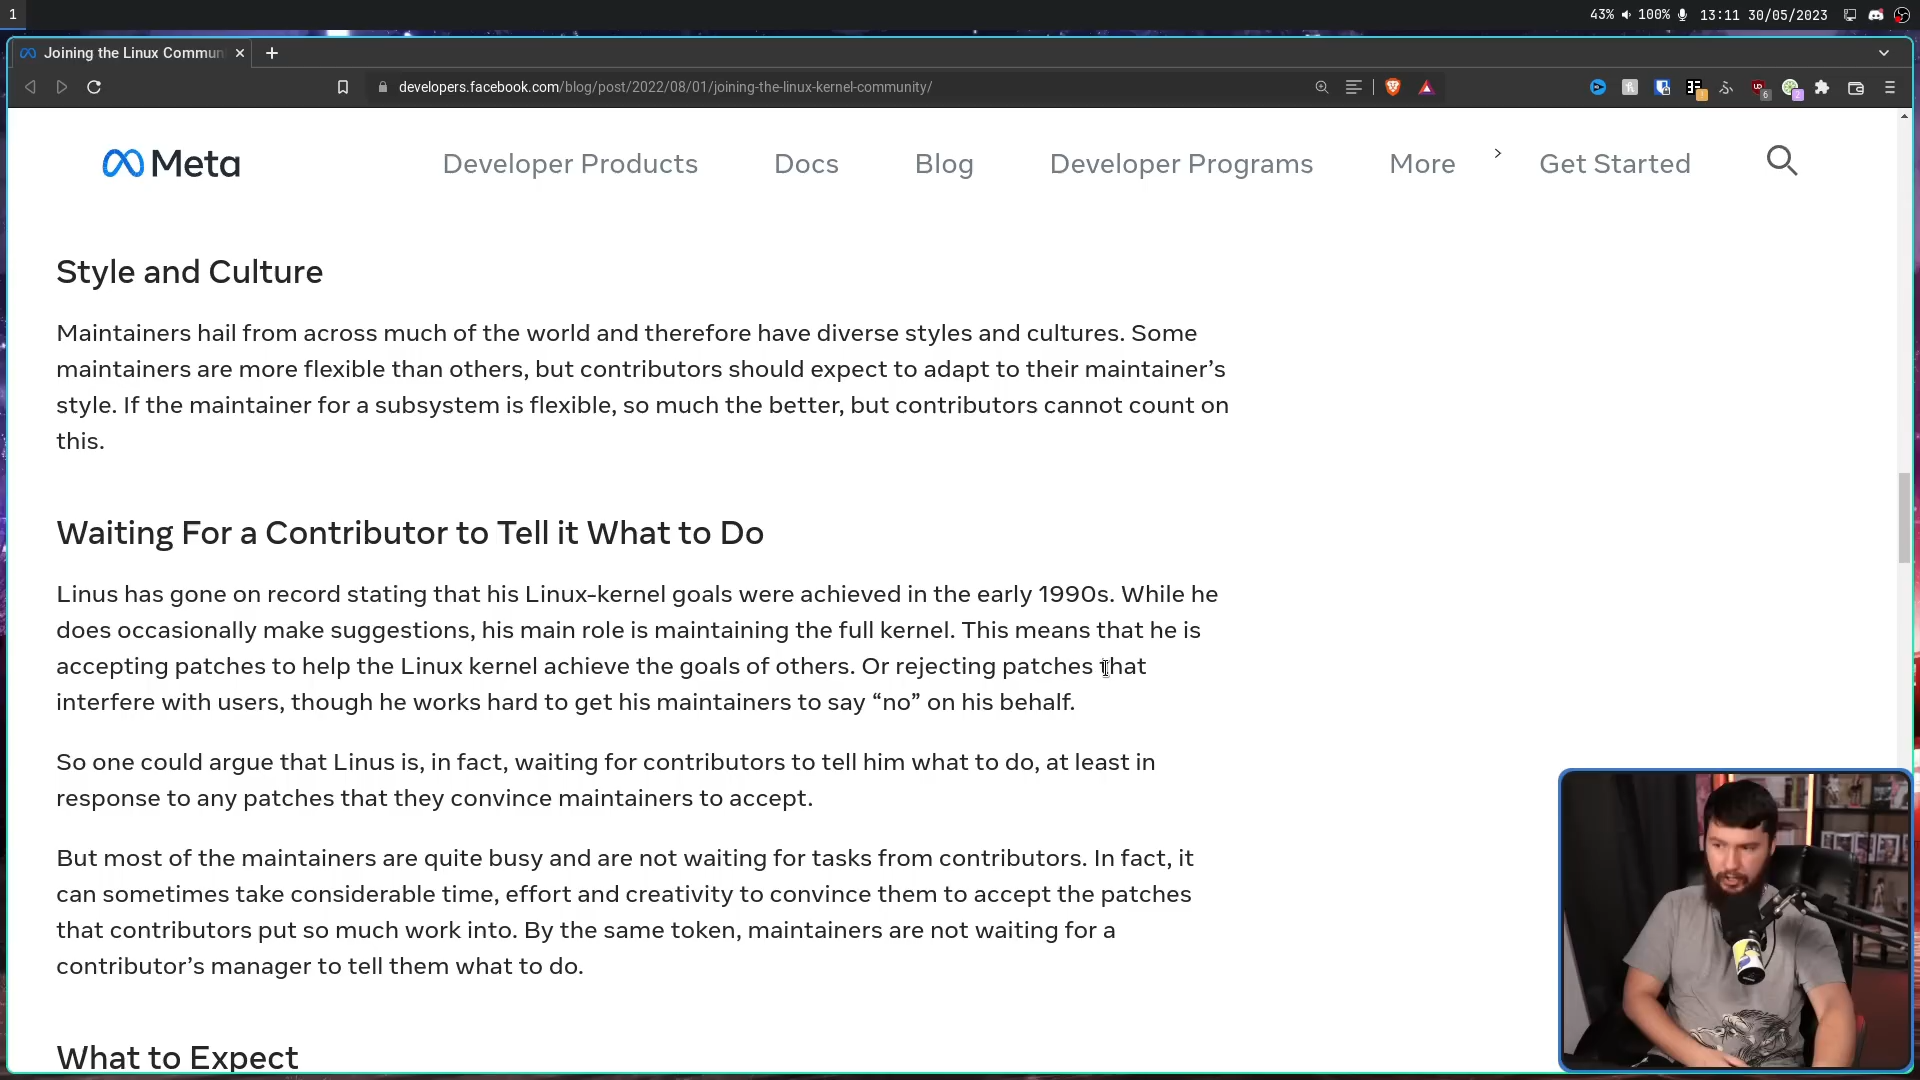 1
43% 100% 13:11 30/05/2023
Joining the Linux Commun
developers.facebook.com/blog/post/2022/08/01/joining-the-linux-kernel-community/
Meta
Developer Products
Docs
Blog
Developer Programs
More
Get Started
Style and Culture
Maintainers hail from across much of the world and therefore have diverse styles and cultures. Some
maintainers are more flexible than others, but contributors should expect to adapt to their maintainer’s
style. If the maintainer for a subsystem is flexible, so much the better, but contributors cannot count on
this.
Waiting For a Contributor to Tell it What to Do
Linus has gone on record stating that his Linux-kernel goals were achieved in the early 1990s. While he
does occasionally make suggestions, his main role is maintaining the full kernel. This means that he is
accepting patches to help the Linux kernel achieve the goals of others. Or rejecting patches that
interfere with users, though he works hard to get his maintainers to say “no” on his behalf.
So one could argue that Linus is, in fact, waiting for contributors to tell him what to do, at least in
response to any patches that they convince maintainers to accept.
But most of the maintainers are quite busy and are not waiting for tasks from contributors. In fact, it
can sometimes take considerable time, effort and creativity to convince them to accept the patches
that contributors put so much work into. By the same token, maintainers are not waiting for a
contributor’s manager to tell them what to do.
What to Expect